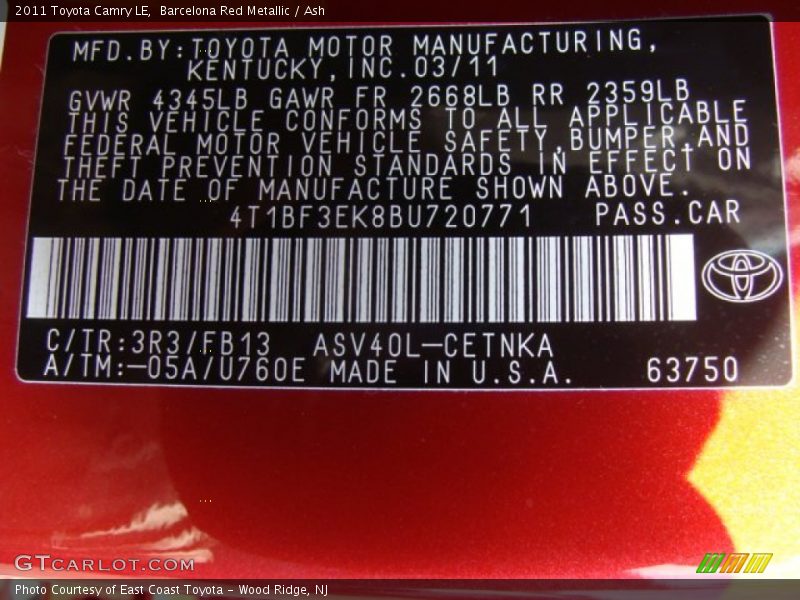 2011 Toyota Camry LE, Barcelona Red Metallic / Ash
MFD.BY:TOYOTA MOTOR MANUFACTURING,
KENTUCKY,INC.03/11
GVWR 4345LB GAWR FR 2668LB RR 2359LB
THIS VEHICLE CONFORMS TO ALL APPLICABLE
FEDERAL MOTOR VEHICLE SAFETY,BUMPER,AND
THEFT PREVENTION STANDARDS IN EFFECT ON
THE DATE OF MANUFACTURE SHOWN ABOVE.
4T1BF3EK8BU720771 PASS.CAR
C/TR:3R3/FB13 ASV40L-CETNKA
A/TM:-05A/U760E MADE IN U.S.A. 63750
GTCARLOT.COM
Photo Courtesy of East Coast Toyota - Wood Ridge, NJ